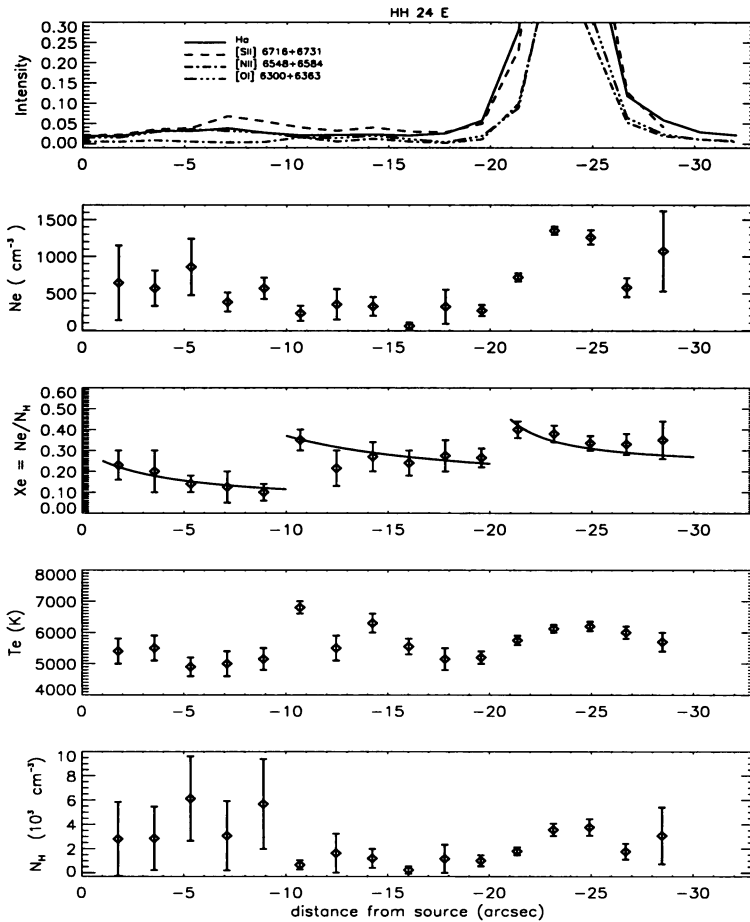 HH 24 E
Intensity
0.30
0.25
0.20
0.15
0.10
0.05
0.00
Hα
[SII] 6716+6731
[NII] 6548+6584
[OI] 6300+6363
0 −5 −10 −15 −20 −25 −30
Ne ( cm⁻³)
1500
1000
500
0
0 −5 −10 −15 −20 −25 −30
Xe = Ne/N_H
0.60
0.50
0.40
0.30
0.20
0.10
0.00
0 −5 −10 −15 −20 −25 −30
Te (K)
8000
7000
6000
5000
4000
0 −5 −10 −15 −20 −25 −30
N_H (10³ cm⁻³)
10
8
6
4
2
0
0 −5 −10 −15 −20 −25 −30
distance from source (arcsec)